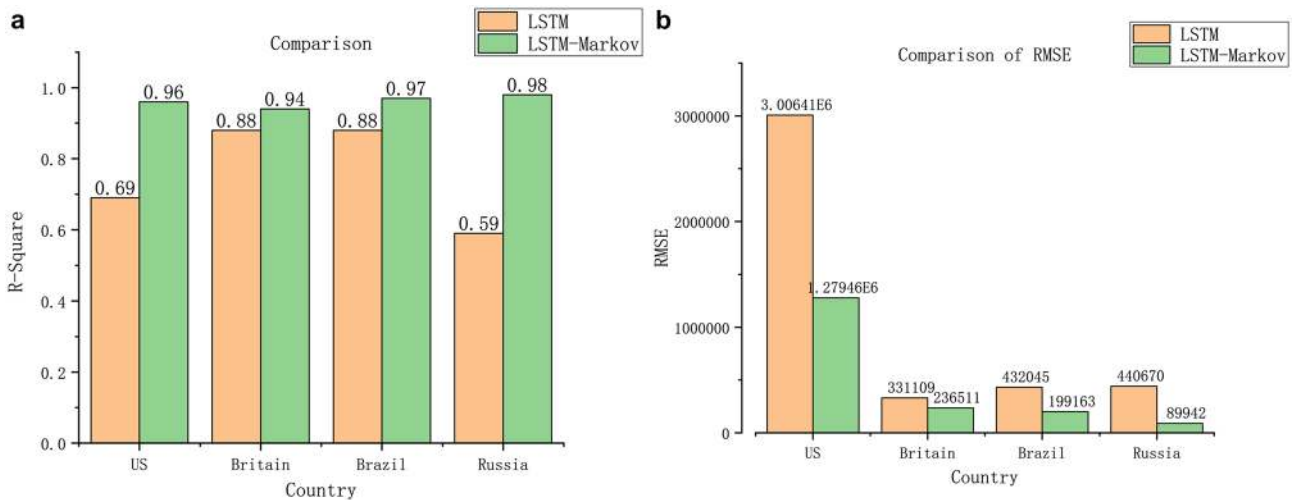 a
LSTM
LSTM-Markov
Comparison
R-Square
1.0
0.8
0.6
0.4
0.2
0.0
0.69
0.96
0.88
0.94
0.88
0.97
0.59
0.98
US
Britain
Brazil
Russia
Country
b
LSTM
LSTM-Markov
Comparison of RMSE
RMSE
3000000
2000000
1000000
0
3.00641E6
1.27946E6
331109
236511
432045
199163
440670
89942
US
Britain
Brazil
Russia
Country